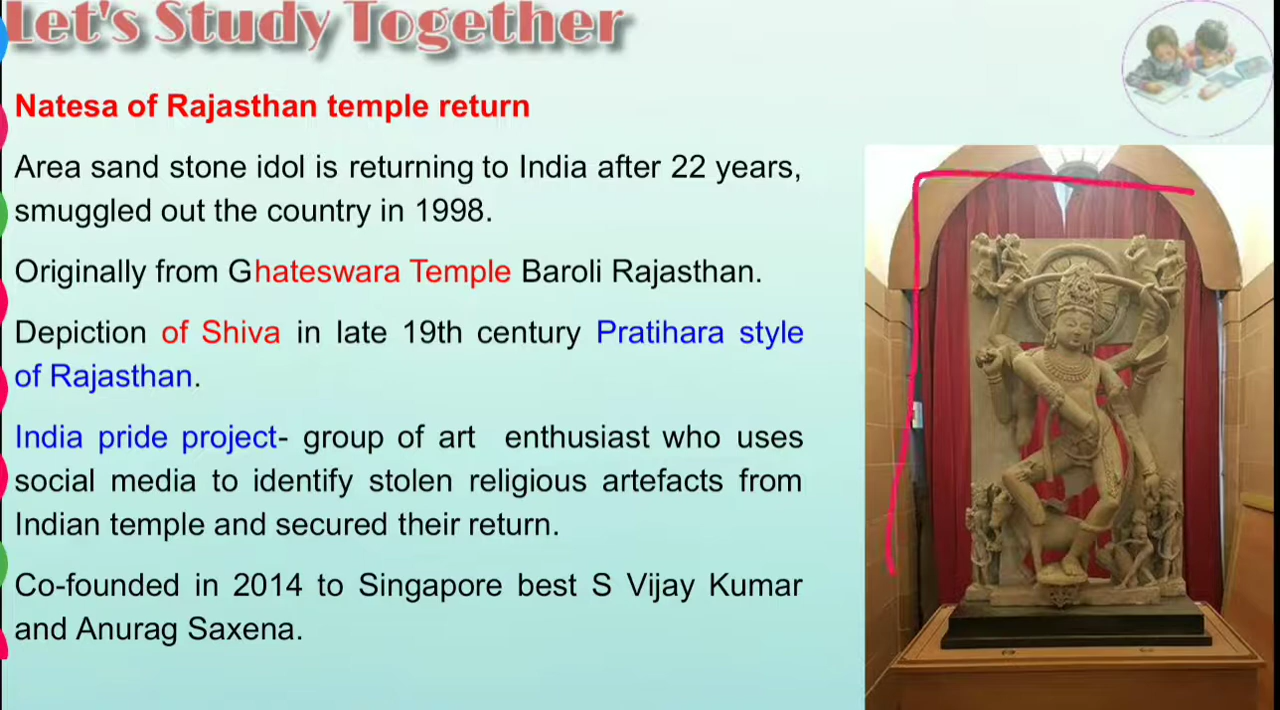 Let's Study Together
Natesa of Rajasthan temple return
Area sand stone idol is returning to India after 22 years,
smuggled out the country in 1998.
Originally from Ghateswara Temple Baroli Rajasthan.
Depiction of Shiva in late 19th century Pratihara style
of Rajasthan.
India pride project- group of art enthusiast who uses
social media to identify stolen religious artefacts from
Indian temple and secured their return.
Co-founded in 2014 to Singapore best S Vijay Kumar
and Anurag Saxena.